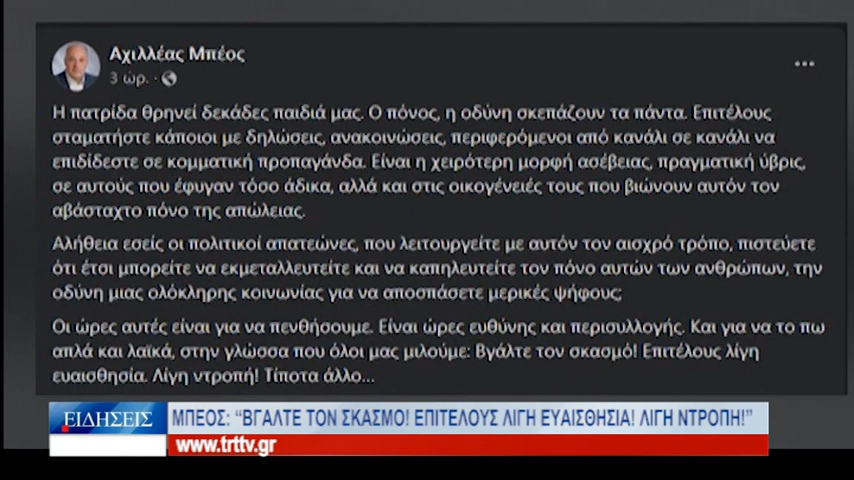 Αχιλλέας Μπέος
3 ώρ. ·
Η πατρίδα θρηνεί δεκάδες παιδιά μας. Ο πόνος, η οδύνη σκεπάζουν τα πάντα. Επιτέλους
σταματήστε κάποιοι με δηλώσεις, ανακοινώσεις, περιφερόμενοι από κανάλι σε κανάλι να
επιδίδεστε σε κομματική προπαγάνδα. Είναι η χειρότερη μορφή ασέβειας, πραγματική ύβρις,
σε αυτούς που έφυγαν τόσο άδικα, αλλά και στις οικογένειές τους που βιώνουν αυτόν τον
αβάσταχτο πόνο της απώλειας.
Αλήθεια εσείς οι πολιτικοί απατεώνες, που λειτουργείτε με αυτόν τον αισχρό τρόπο, πιστεύετε
ότι έτσι μπορείτε να εκμεταλλευτείτε και να καπηλευτείτε τον πόνο αυτών των ανθρώπων, την
οδύνη μιας ολόκληρης κοινωνίας για να αποσπάσετε μερικές ψήφους;
Οι ώρες αυτές είναι για να πενθήσουμε. Είναι ώρες ευθύνης και περισυλλογής. Και για να το πω
απλά και λαϊκά, στην γλώσσα που όλοι μας μιλούμε: Βγάλτε τον σκασμό! Επιτέλους λίγη
ευαισθησία. Λίγη ντροπή! Τίποτα άλλο...
ΕΙΔΗΣΕΙΣ
ΜΠΕΟΣ: “ΒΓΑΛΤΕ ΤΟΝ ΣΚΑΣΜΟ! ΕΠΙΤΕΛΟΥΣ ΛΙΓΗ ΕΥΑΙΣΘΗΣΙΑ! ΛΙΓΗ ΝΤΡΟΠΗ!”
www.trttv.gr